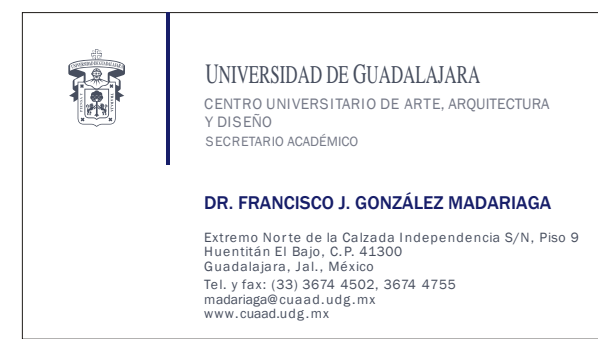 UNIVERSIDAD DE GUADALAJARA
CENTRO UNIVERSITARIO DE ARTE, ARQUITECTURA
Y DISEÑO
SECRETARIO ACADÉMICO
DR. FRANCISCO J. GONZÁLEZ MADARIAGA
Extremo Norte de la Calzada Independencia S/N, Piso 9
Huentitán El Bajo, C.P. 41300
Guadalajara, Jal., México
Tel. y fax: (33) 3674 4502, 3674 4755
madariaga@cuaad.udg.mx
www.cuaad.udg.mx